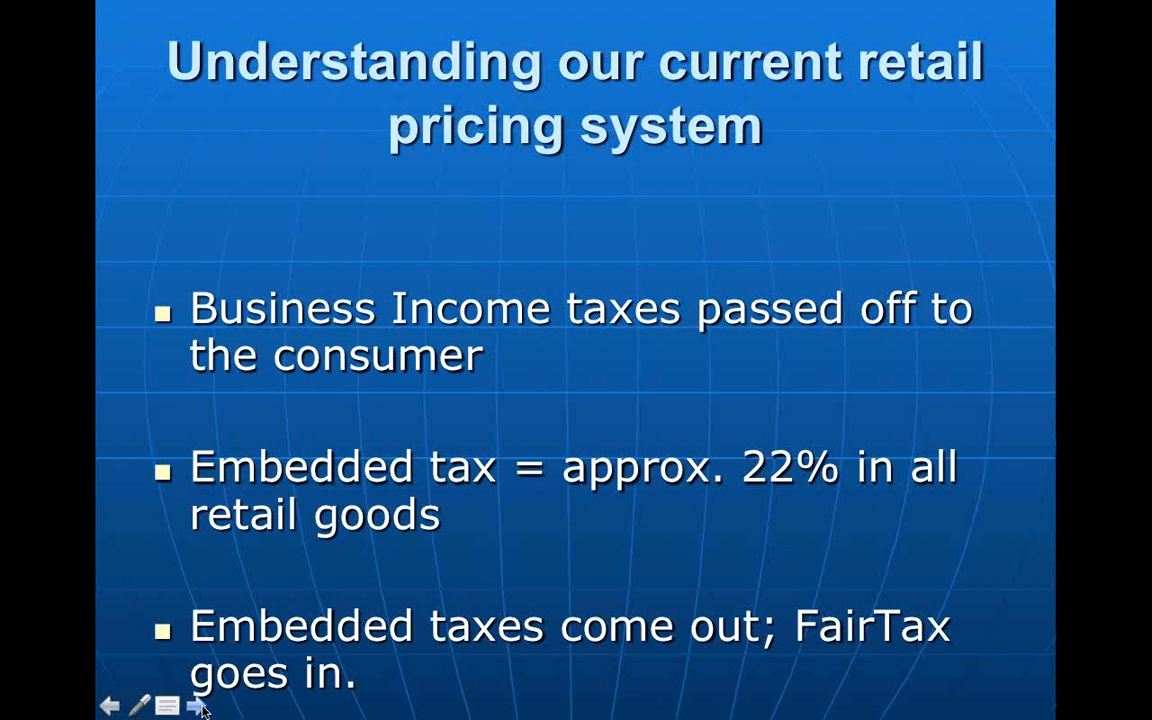 Understanding our current retail
pricing system
Business Income taxes passed off to
the consumer
Embedded tax = approx. 22% in all
retail goods
Embedded taxes come out; FairTax
goes in.